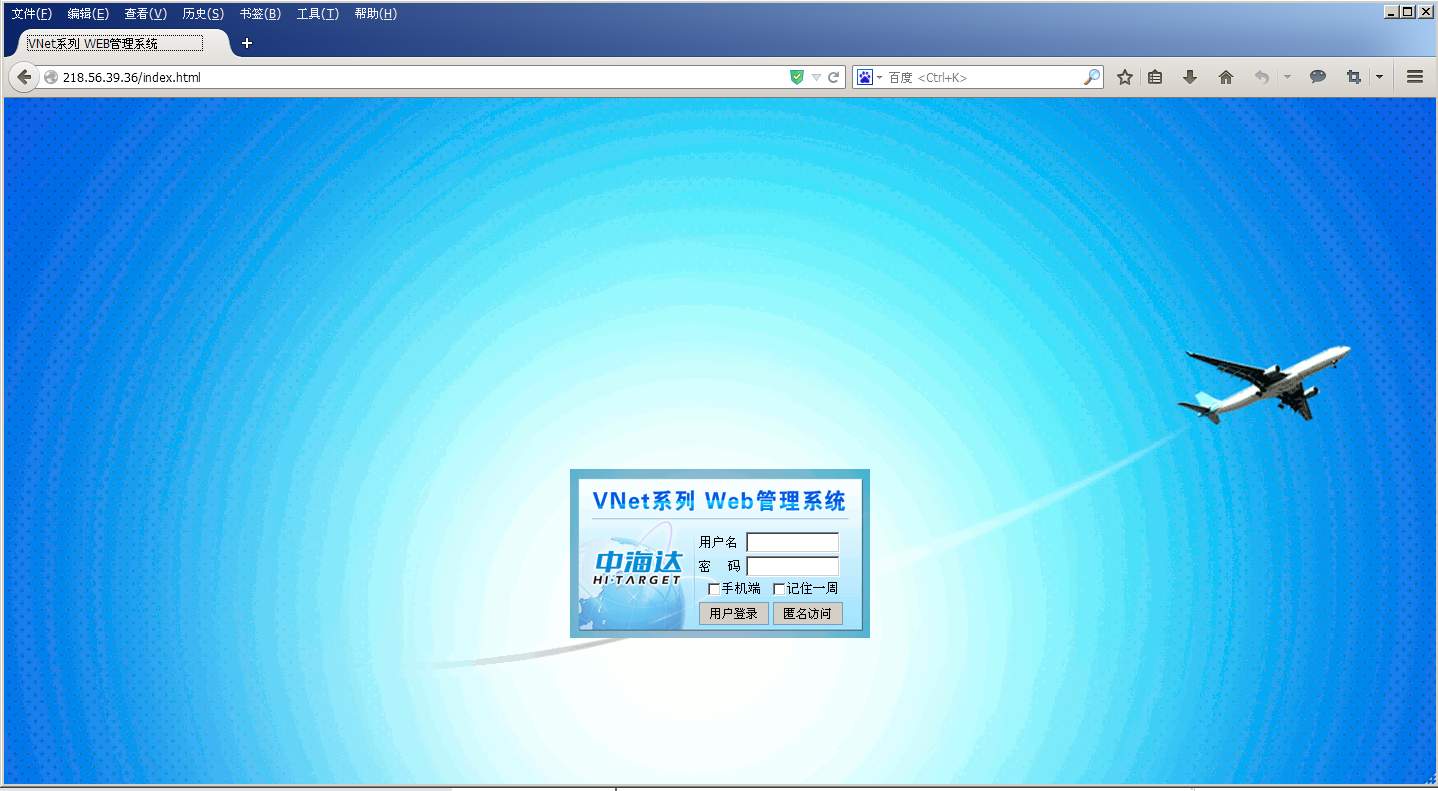 文件(F) 编辑(E) 查看(V) 历史(S) 书签(B) 工具(T) 帮助(H)
VNet系列 WEB管理系统
218.56.39.36/index.html
百度 <Ctrl+K>
VNet系列 Web管理系统
中海达
HI·TARGET
用户名
密 码
手机端 记住一周
用户登录 匿名访问